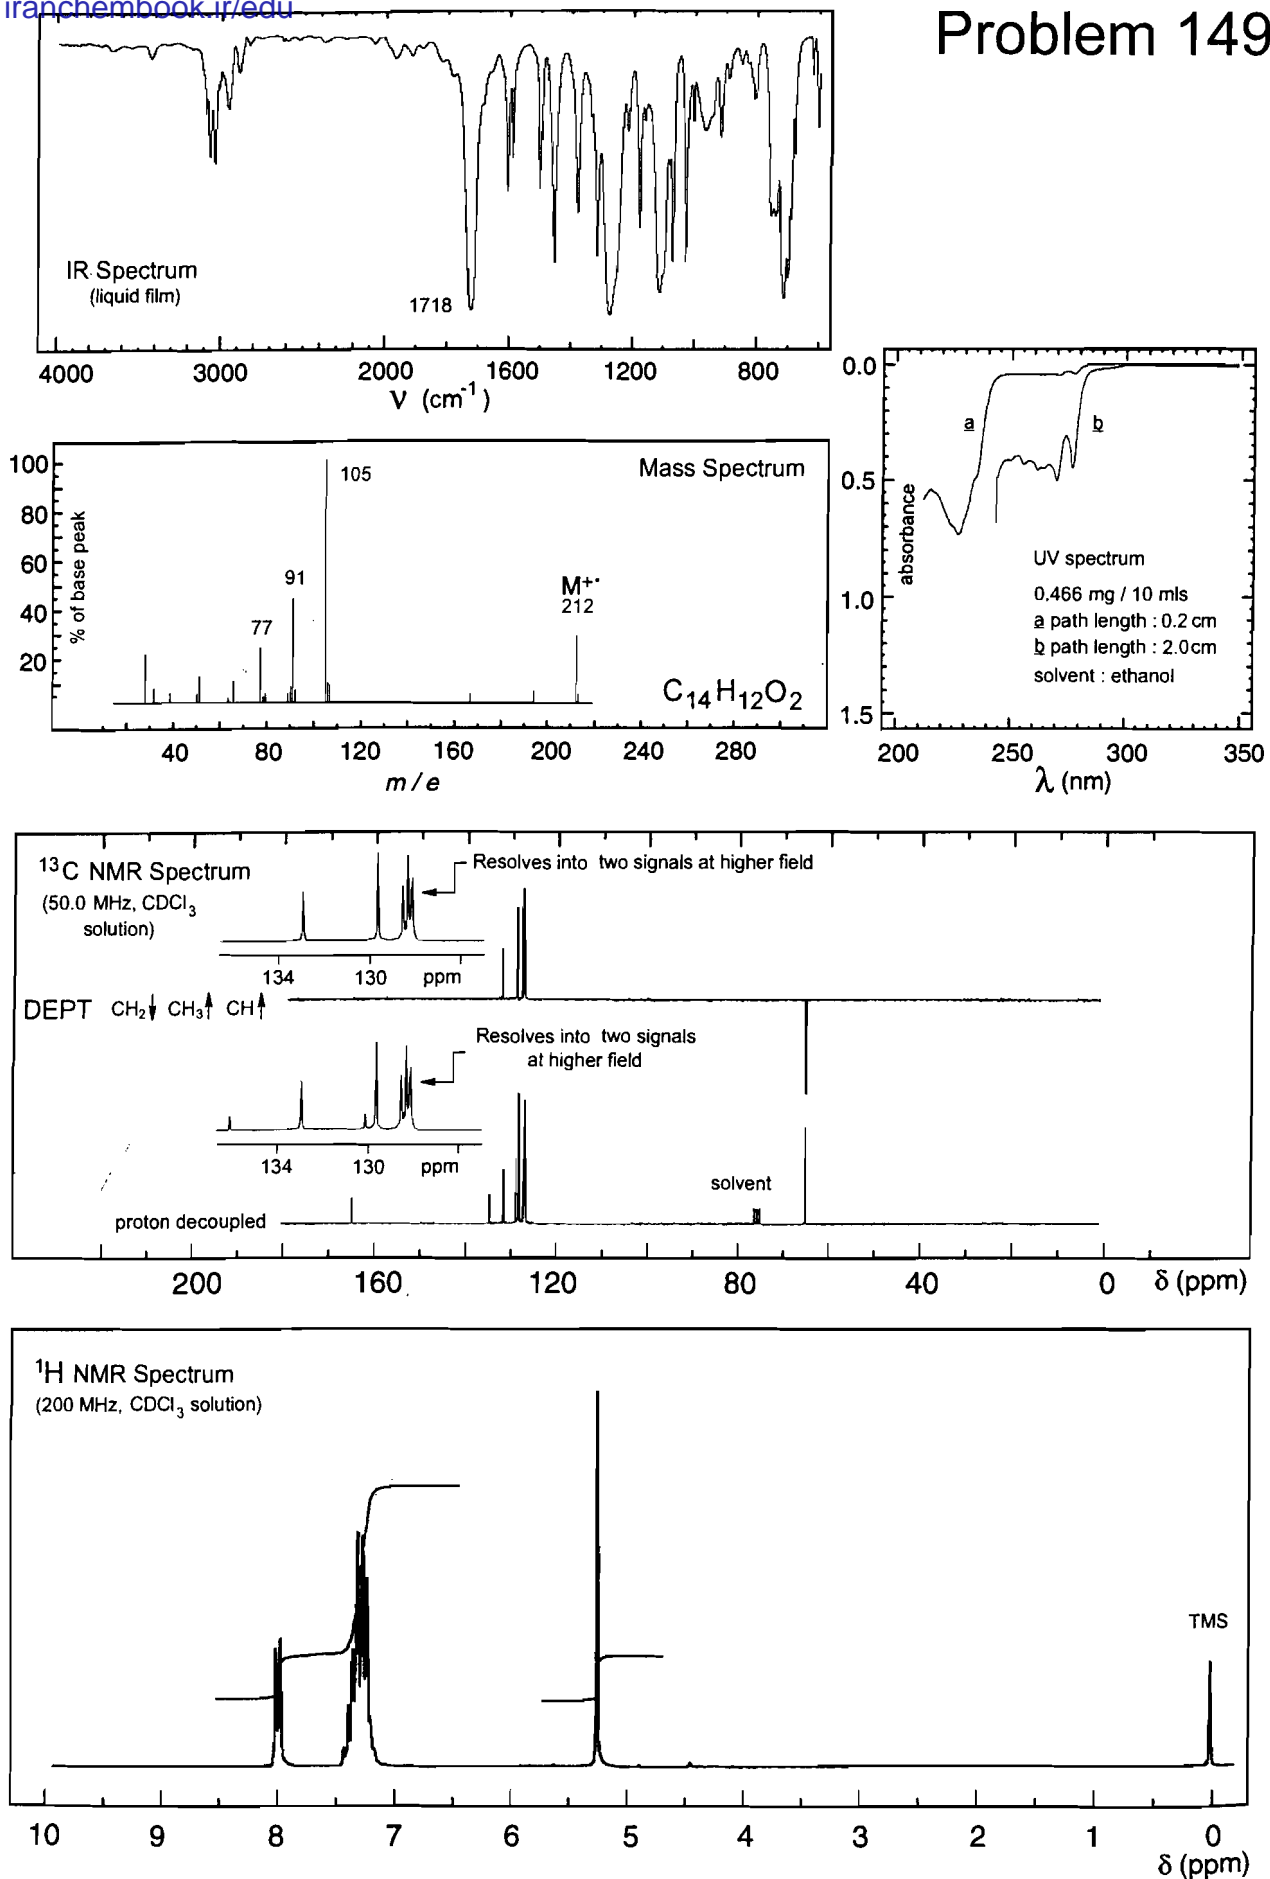 iranchembook.ir/edu
Problem 149
IR Spectrum
(liquid film)
1718
4000 3000 2000 1600 1200 800
ν (cm-1)
100
80
60
40
20
% of base peak
Mass Spectrum
105
91
77
M+·
212
C14H12O2
40 80 120 160 200 240 280
m/e
0.0
0.5
1.0
1.5
absorbance
a
b
UV spectrum
0.466 mg / 10 mls
a path length : 0.2 cm
b path length : 2.0cm
solvent : ethanol
200 250 300 350
λ (nm)
13C NMR Spectrum
(50.0 MHz, CDCl3
solution)
Resolves into two signals at higher field
134 130 ppm
DEPT CH2↓ CH3↑ CH↑
Resolves into two signals
at higher field
134 130 ppm
solvent
proton decoupled
200 160 120 80 40 0 δ (ppm)
1H NMR Spectrum
(200 MHz, CDCl3 solution)
TMS
10 9 8 7 6 5 4 3 2 1 0
δ (ppm)